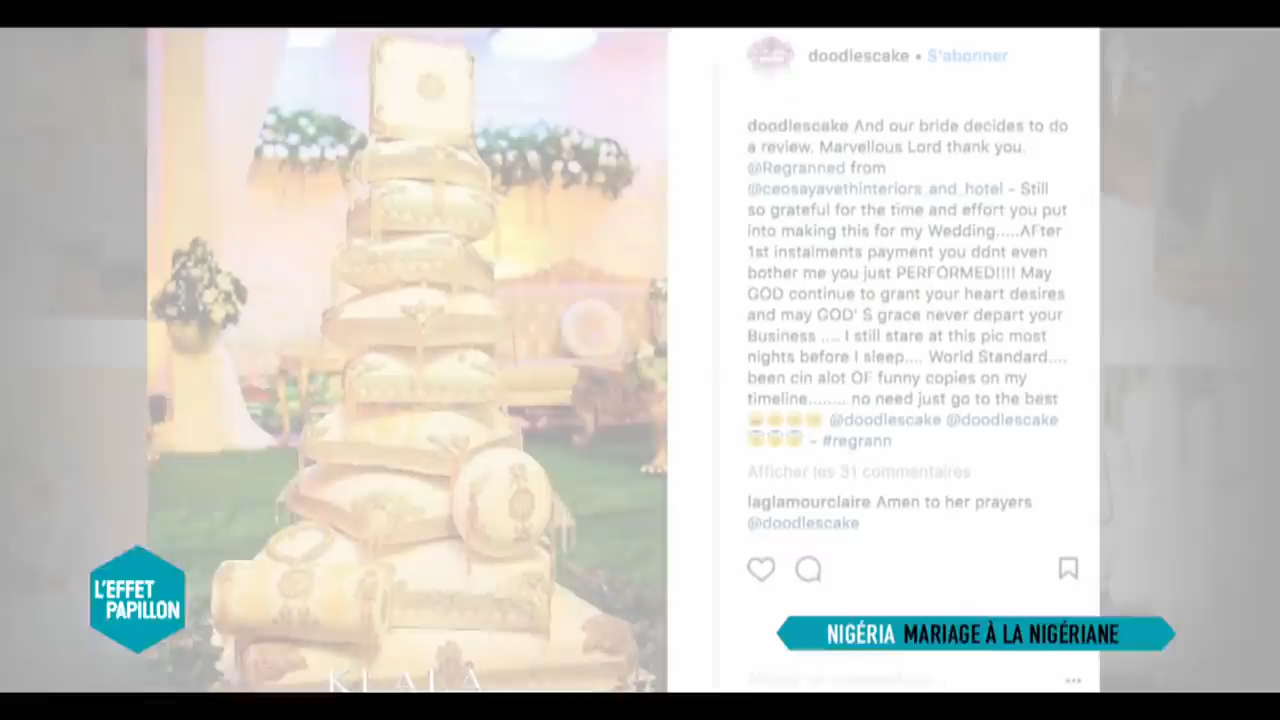 doodlescake • S'abonner
doodlescake And our bride decides to do
a review. Marvellous Lord thank you.
@Regranned from
@ceosayavethinteriors_and_hotel - Still
so grateful for the time and effort you put
into making this for my Wedding.....AFter
1st instalments payment you ddnt even
bother me you just PERFORMED!!!! May
GOD continue to grant your heart desires
and may GOD' S grace never depart your
Business .... I still stare at this pic most
nights before I sleep.... World Standard....
been cin alot OF funny copies on my
timeline........ no need just go to the best
@doodlescake @doodlescake
- #regrann
Afficher les 31 commentaires
laglamourclaire Amen to her prayers
@doodlescake
L'EFFET
PAPILLON
NIGÉRIA MARIAGE À LA NIGÉRIANE